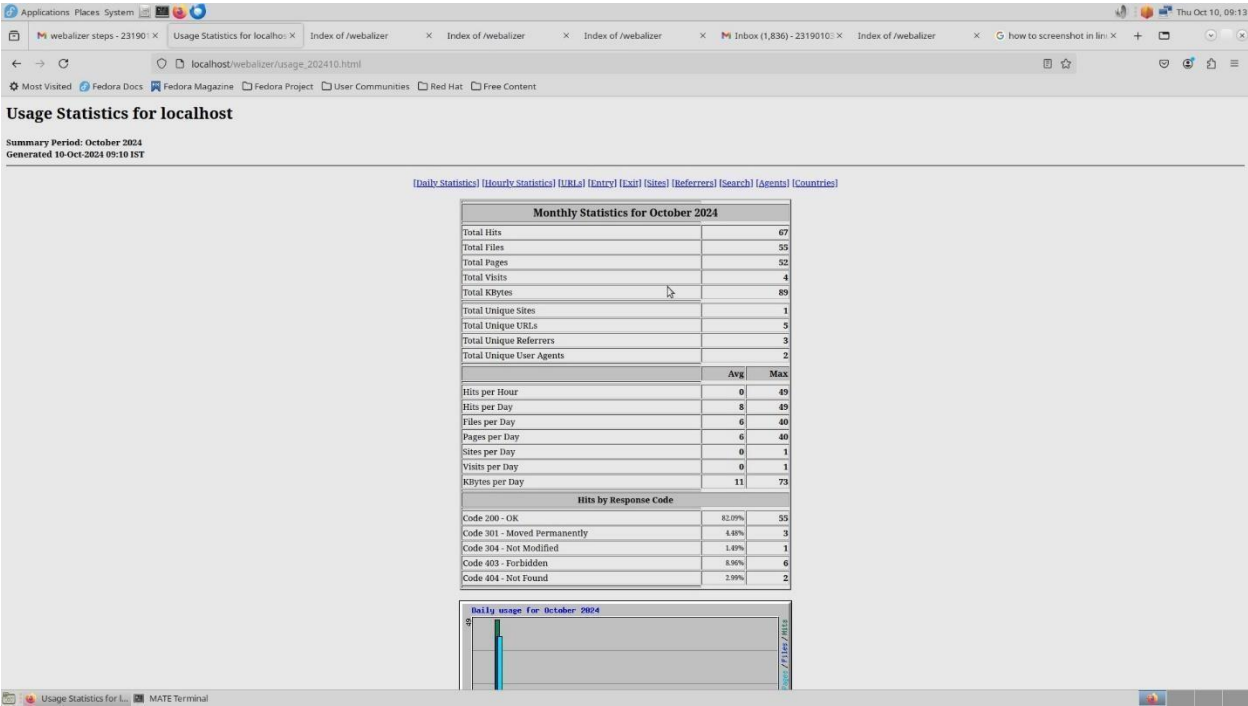 Applications Places System Thu Oct 10, 09:13
webalizer steps - 23190 Usage Statistics for localho Index of /webalizer Index of /webalizer Index of /webalizer Inbox (1,836) - 2319010 Index of /webalizer how to screenshot in lin
localhost/webalizer/usage_202410.html
Most Visited Fedora Docs Fedora Magazine Fedora Project User Communities Red Hat Free Content
Usage Statistics for localhost
Summary Period: October 2024
Generated 10-Oct-2024 09:10 IST
[Daily Statistics] [Hourly Statistics] [URLs] [Entry] [Exit] [Sites] [Referrers] [Search] [Agents] [Countries]
Monthly Statistics for October 2024
Total Hits 67
Total Files 55
Total Pages 52
Total Visits 4
Total KBytes 89
Total Unique Sites 1
Total Unique URLs 5
Total Unique Referrers 3
Total Unique User Agents 2
Avg Max
Hits per Hour 0 49
Hits per Day 8 49
Files per Day 6 40
Pages per Day 6 40
Sites per Day 0 1
Visits per Day 0 1
KBytes per Day 11 73
Hits by Response Code
Code 200 - OK 82.09% 55
Code 301 - Moved Permanently 4.48% 3
Code 304 - Not Modified 1.49% 1
Code 403 - Forbidden 8.96% 6
Code 404 - Not Found 2.99% 2
Daily usage for October 2024
49
Pages / Files / Hits
Usage Statistics for l... MATE Terminal